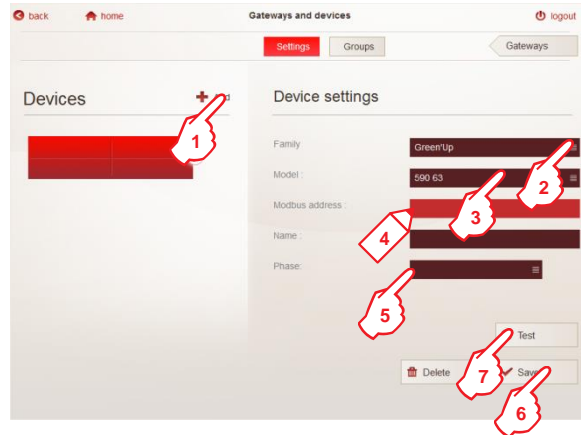 back
home
Gateways and devices
logout
Settings
Groups
Gateways
Devices
Device settings
1
Family
Green'Up
2
Model :
590 63
3
Modbus address :
4
Name :
Phase:
5
Test
Delete
7
Save
6